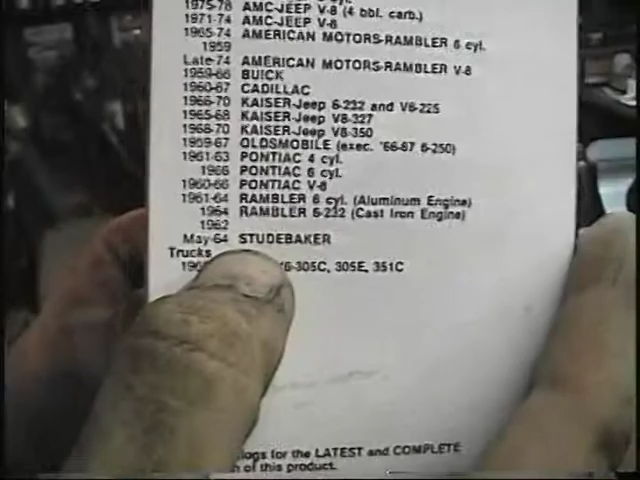 1975-78 AMC-JEEP V-8 (4 bbl. carb.)
1971-74 AMC-JEEP V-8
1965-74 AMERICAN MOTORS-RAMBLER 6 cyl.
1959
Late-74 AMERICAN MOTORS-RAMBLER V-8
1959-66 BUICK
1960-67 CADILLAC
1966-70 KAISER-Jeep 6-232 and V6-225
1965-68 KAISER-Jeep V8-327
1968-70 KAISER-Jeep V8-350
1959-67 OLDSMOBILE (exec. '66-67 6-250)
1961-63 PONTIAC 4 cyl.
1966 PONTIAC 6 cyl.
1960-66 PONTIAC V-8
1961-64 RAMBLER 6 cyl. (Aluminum Engine)
1964 RAMBLER 6-232 (Cast Iron Engine)
1962
May-64 STUDEBAKER
Trucks
6-305C, 305E, 351C
for the LATEST and COMPLETE
of this product.